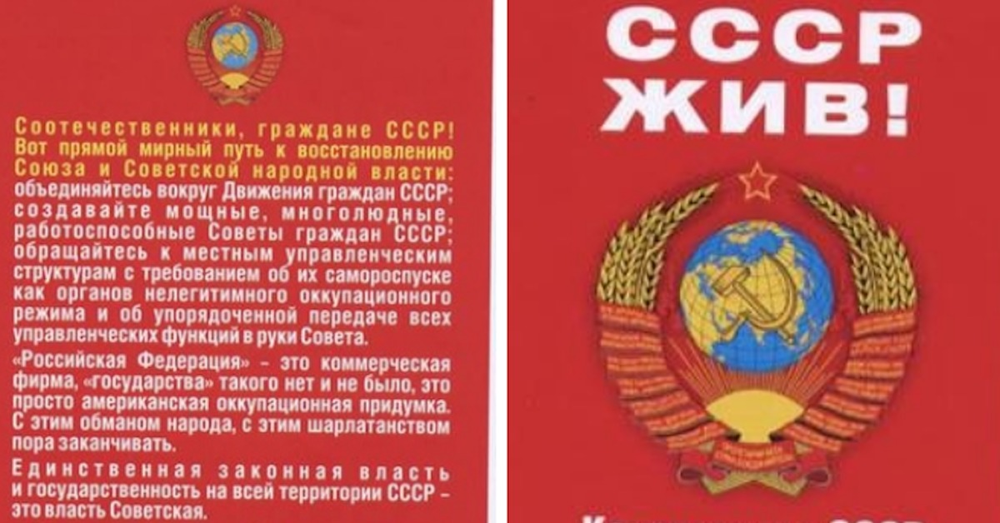 Соотечественники, граждане СССР!
Вот прямой мирный путь к восстановлению
Союза и Советской народной власти:
объединяйтесь вокруг Движения граждан СССР;
создавайте мощные, многолюдные,
работоспособные Советы граждан СССР;
обращайтесь к местным управленческим
структурам с требованием об их самороспуске
как органов нелегитимного оккупационного
режима и об упорядоченной передаче всех
управленческих функций в руки Совета.
«Российская Федерация» – это коммерческая
фирма, «государства» такого нет и не было, это
просто американская оккупационная придумка.
С этим обманом народа, с этим шарлатанством
пора заканчивать.
Единственная законная власть
и государственность на всей территории СССР –
это власть Советская.
СССР
ЖИВ!